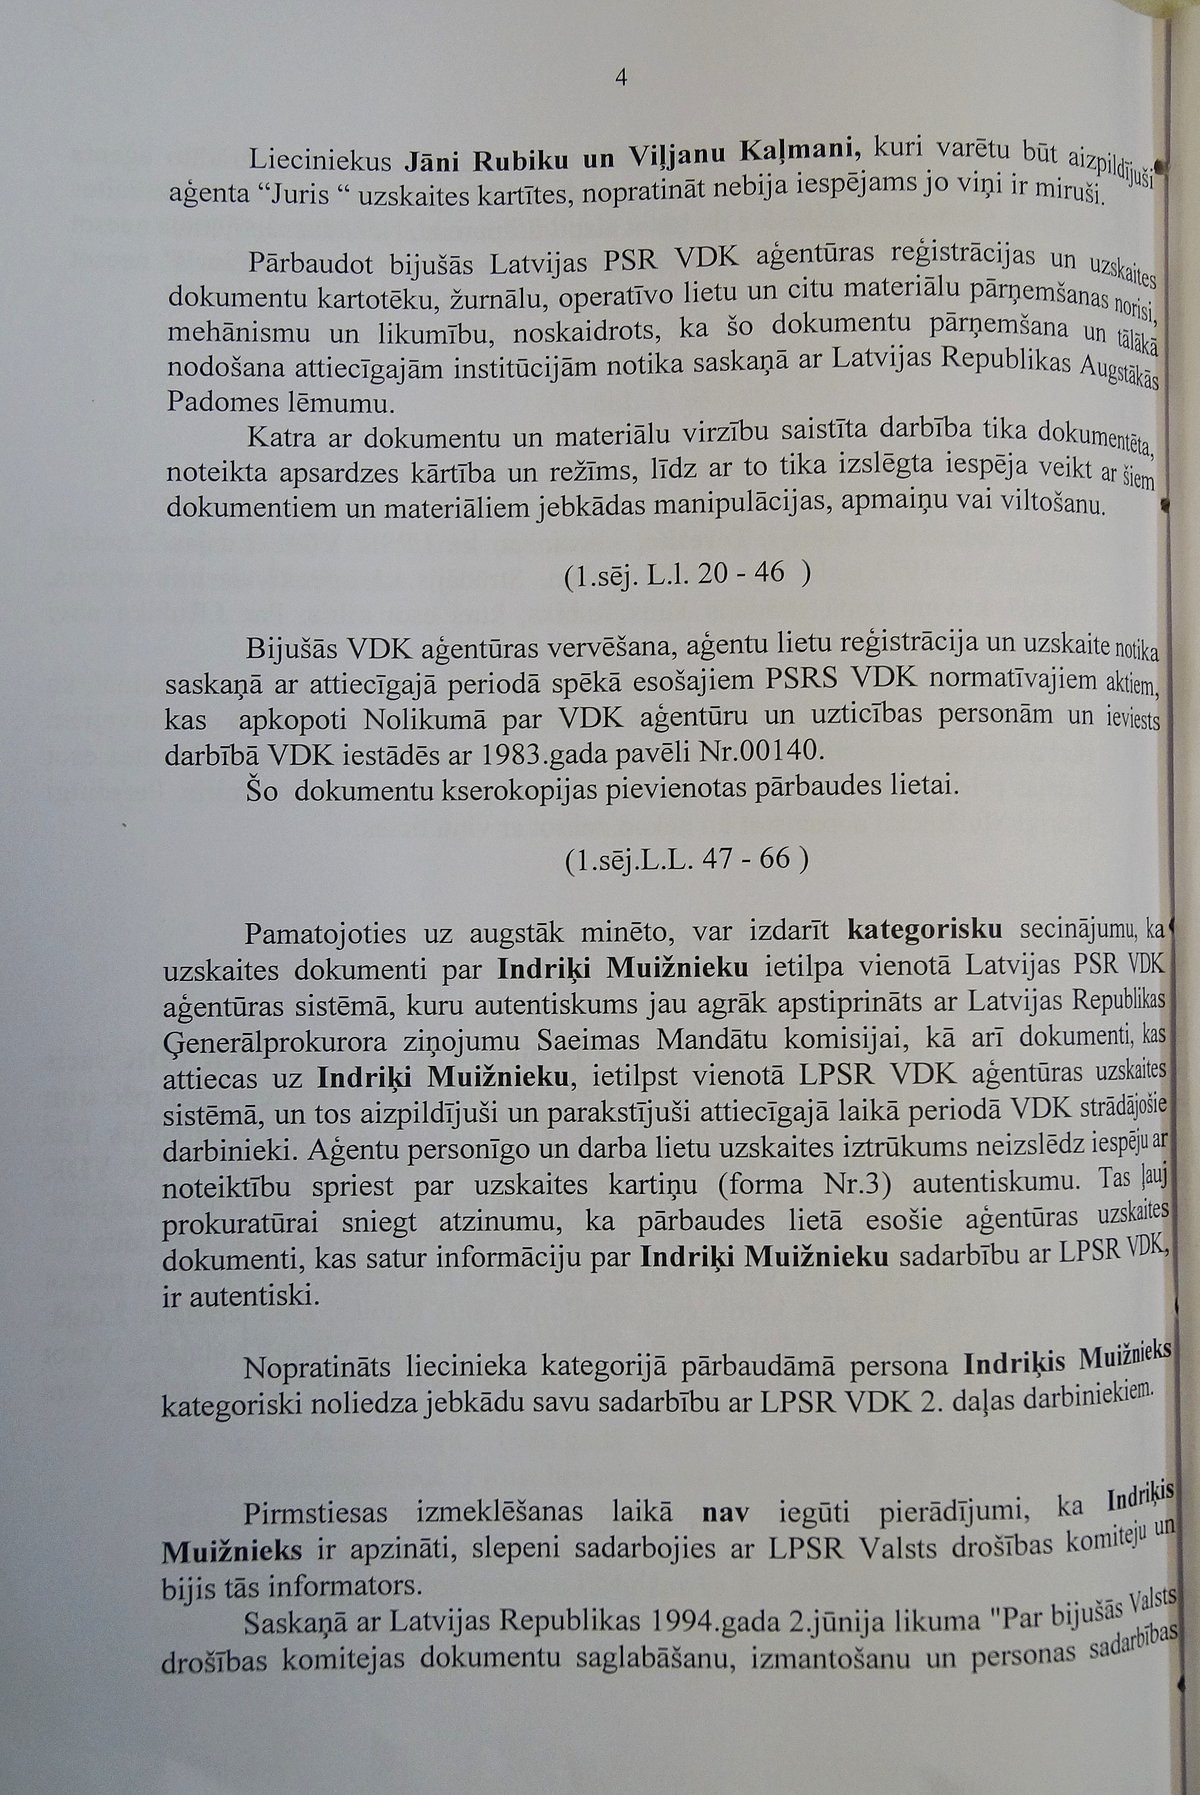 4
Lieciniekus Jāni Rubiku un Viļjanu Kaļmani, kuri varētu būt aizpildījuši
aģenta “Juris “ uzskaites kartītes, nopratināt nebija iespējams jo viņi ir miruši.
Pārbaudot bijušās Latvijas PSR VDK aģentūras reģistrācijas un uzskaites
dokumentu kartotēku, žurnālu, operatīvo lietu un citu materiālu pārņemšanas norisi,
mehānismu un likumību, noskaidrots, ka šo dokumentu pārņemšana un tālākā
nodošana attiecīgajām institūcijām notika saskaņā ar Latvijas Republikas Augstākās
Padomes lēmumu.
Katra ar dokumentu un materiālu virzību saistīta darbība tika dokumentēta,
noteikta apsardzes kārtība un režīms, līdz ar to tika izslēgta iespēja veikt ar šiem
dokumentiem un materiāliem jebkādas manipulācijas, apmaiņu vai viltošanu.
(1.sēj. L.l. 20 - 46 )
Bijušās VDK aģentūras vervēšana, aģentu lietu reģistrācija un uzskaite notika
saskaņā ar attiecīgajā periodā spēkā esošajiem PSRS VDK normatīvajiem aktiem,
kas apkopoti Nolikumā par VDK aģentūru un uzticības personām un ieviests
darbībā VDK iestādēs ar 1983.gada pavēli Nr.00140.
Šo dokumentu kserokopijas pievienotas pārbaudes lietai.
(1.sēj.L.L. 47 - 66 )
Pamatojoties uz augstāk minēto, var izdarīt kategorisku secinājumu, ka
uzskaites dokumenti par Indriķi Muižnieku ietilpa vienotā Latvijas PSR VDK
aģentūras sistēmā, kuru autentiskums jau agrāk apstiprināts ar Latvijas Republikas
Ģenerālprokurora ziņojumu Saeimas Mandātu komisijai, kā arī dokumenti, kas
attiecas uz Indriķi Muižnieku, ietilpst vienotā LPSR VDK aģentūras uzskaites
sistēmā, un tos aizpildījuši un parakstījuši attiecīgajā laikā periodā VDK strādājošie
darbinieki. Aģentu personīgo un darba lietu uzskaites iztrūkums neizslēdz iespēju ar
noteiktību spriest par uzskaites kartiņu (forma Nr.3) autentiskumu. Tas ļauj
prokuratūrai sniegt atzinumu, ka pārbaudes lietā esošie aģentūras uzskaites
dokumenti, kas satur informāciju par Indriķi Muižnieku sadarbību ar LPSR VDK,
ir autentiski.
Nopratināts liecinieka kategorijā pārbaudāmā persona Indriķis Muižnieks
kategoriski noliedza jebkādu savu sadarbību ar LPSR VDK 2. daļas darbiniekiem.
Pirmstiesas izmeklēšanas laikā nav iegūti pierādījumi, ka Indriķis
Muižnieks ir apzināti, slepeni sadarbojies ar LPSR Valsts drošības komiteju un
bijis tās informators.
Saskaņā ar Latvijas Republikas 1994.gada 2.jūnija likuma "Par bijušās Valsts
drošības komitejas dokumentu saglabāšanu, izmantošanu un personas sadarbības